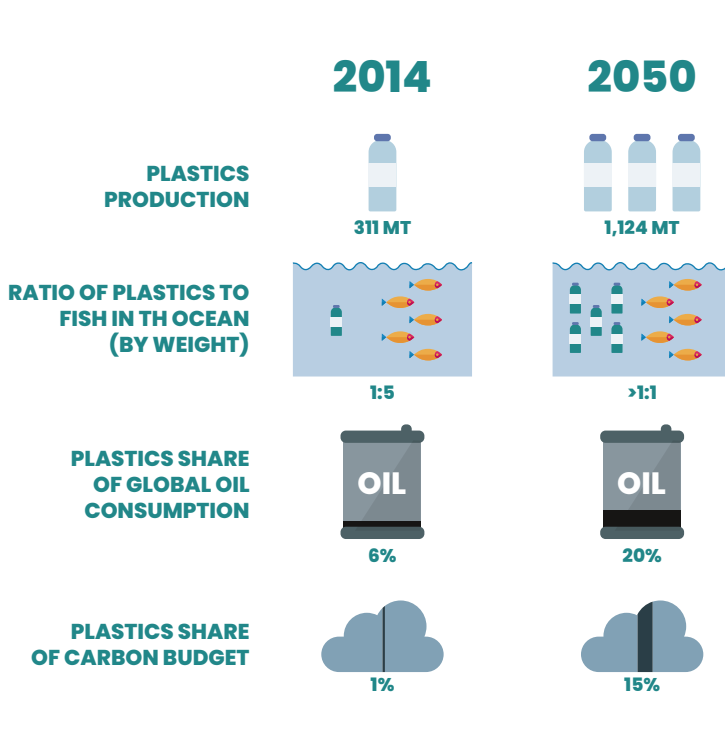 2014 2050
PLASTICS
PRODUCTION
311 MT 1,124 MT
RATIO OF PLASTICS TO
FISH IN TH OCEAN
(BY WEIGHT)
1:5 >1:1
PLASTICS SHARE
OF GLOBAL OIL
CONSUMPTION
OIL OIL
6% 20%
PLASTICS SHARE
OF CARBON BUDGET
1% 15%